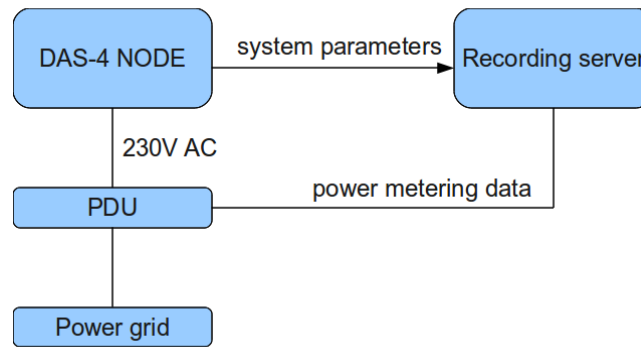 DAS-4 NODE
system parameters
Recording server
230V AC
PDU
power metering data
Power grid